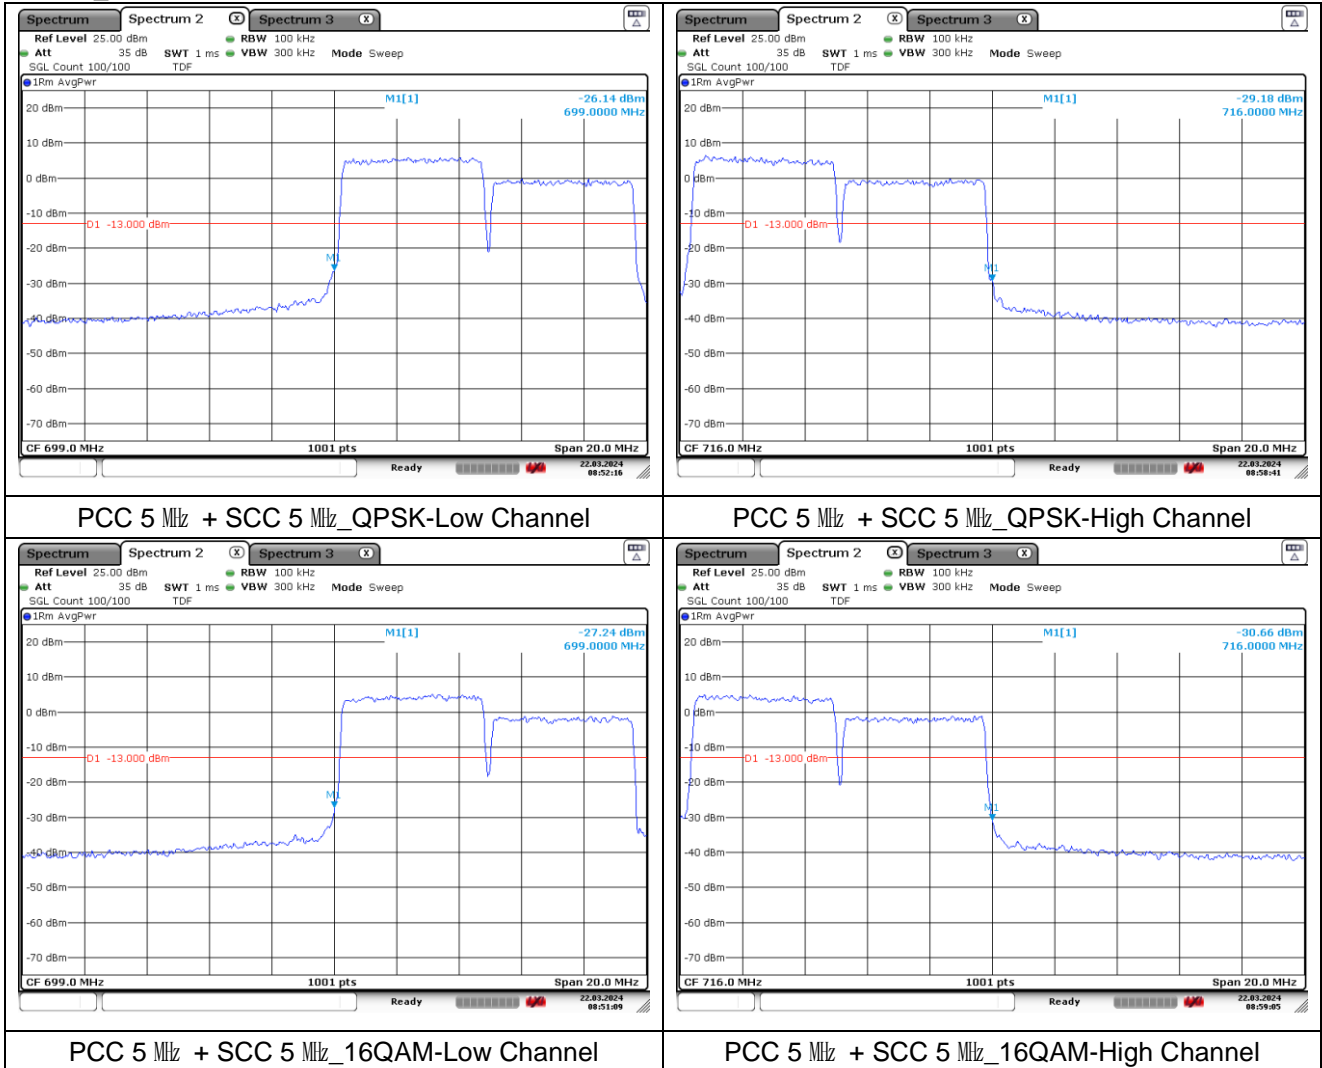 Spectrum Spectrum 2 X Spectrum 3 X
Ref Level 25.00 dBm RBW 100 kHz
Att 35 dB SWT 1 ms VBW 300 kHz Mode Sweep
SGL Count 100/100 TDF
1Rm AvgPwr
M1[1] -26.14 dBm
699.0000 MHz
20 dBm
10 dBm
0 dBm
-10 dBm
D1 -13.000 dBm
-20 dBm
M1
-30 dBm
-40 dBm
-50 dBm
-60 dBm
-70 dBm
CF 699.0 MHz 1001 pts Span 20.0 MHz
Ready 22.03.2024
08:52:16
PCC 5 ㎒ + SCC 5 ㎒_QPSK-Low Channel
Spectrum Spectrum 2 X Spectrum 3 X
Ref Level 25.00 dBm RBW 100 kHz
Att 35 dB SWT 1 ms VBW 300 kHz Mode Sweep
SGL Count 100/100 TDF
1Rm AvgPwr
M1[1] -29.18 dBm
716.0000 MHz
20 dBm
10 dBm
0 dBm
-10 dBm
D1 -13.000 dBm
-20 dBm
M1
-30 dBm
-40 dBm
-50 dBm
-60 dBm
-70 dBm
CF 716.0 MHz 1001 pts Span 20.0 MHz
Ready 22.03.2024
08:58:41
PCC 5 ㎒ + SCC 5 ㎒_QPSK-High Channel
Spectrum Spectrum 2 X Spectrum 3 X
Ref Level 25.00 dBm RBW 100 kHz
Att 35 dB SWT 1 ms VBW 300 kHz Mode Sweep
SGL Count 100/100 TDF
1Rm AvgPwr
M1[1] -27.24 dBm
699.0000 MHz
20 dBm
10 dBm
0 dBm
-10 dBm
D1 -13.000 dBm
-20 dBm
M1
-30 dBm
-40 dBm
-50 dBm
-60 dBm
-70 dBm
CF 699.0 MHz 1001 pts Span 20.0 MHz
Ready 22.03.2024
08:51:09
PCC 5 ㎒ + SCC 5 ㎒_16QAM-Low Channel
Spectrum Spectrum 2 X Spectrum 3 X
Ref Level 25.00 dBm RBW 100 kHz
Att 35 dB SWT 1 ms VBW 300 kHz Mode Sweep
SGL Count 100/100 TDF
1Rm AvgPwr
M1[1] -30.66 dBm
716.0000 MHz
20 dBm
10 dBm
0 dBm
-10 dBm
D1 -13.000 dBm
-20 dBm
M1
-30 dBm
-40 dBm
-50 dBm
-60 dBm
-70 dBm
CF 716.0 MHz 1001 pts Span 20.0 MHz
Ready 22.03.2024
08:59:05
PCC 5 ㎒ + SCC 5 ㎒_16QAM-High Channel